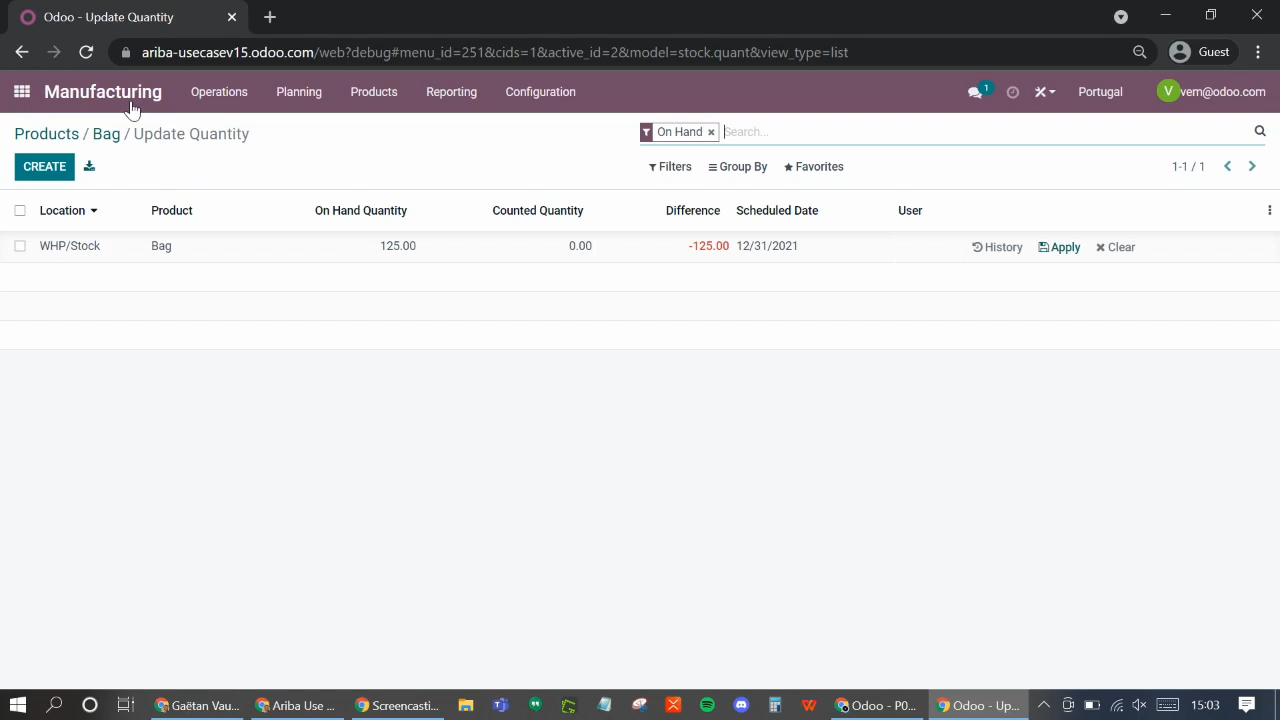 Odoo - Update Quantity
ariba-usecasev15.odoo.com/web?debug#menu_id=251&cids=1&active_id=2&model=stock.quant&view_type=list
Guest
Manufacturing Operations Planning Products Reporting Configuration 1 Portugal V vem@odoo.com
Products / Bag / Update Quantity On Hand Search...
CREATE Filters Group By Favorites 1-1 / 1
Location Product On Hand Quantity Counted Quantity Difference Scheduled Date User
WHP/Stock Bag 125.00 0.00 -125.00 12/31/2021 History Apply Clear
Gaëtan Vau... Ariba Use ... Screencasti... Odoo - P0... Odoo - Up... 15:03